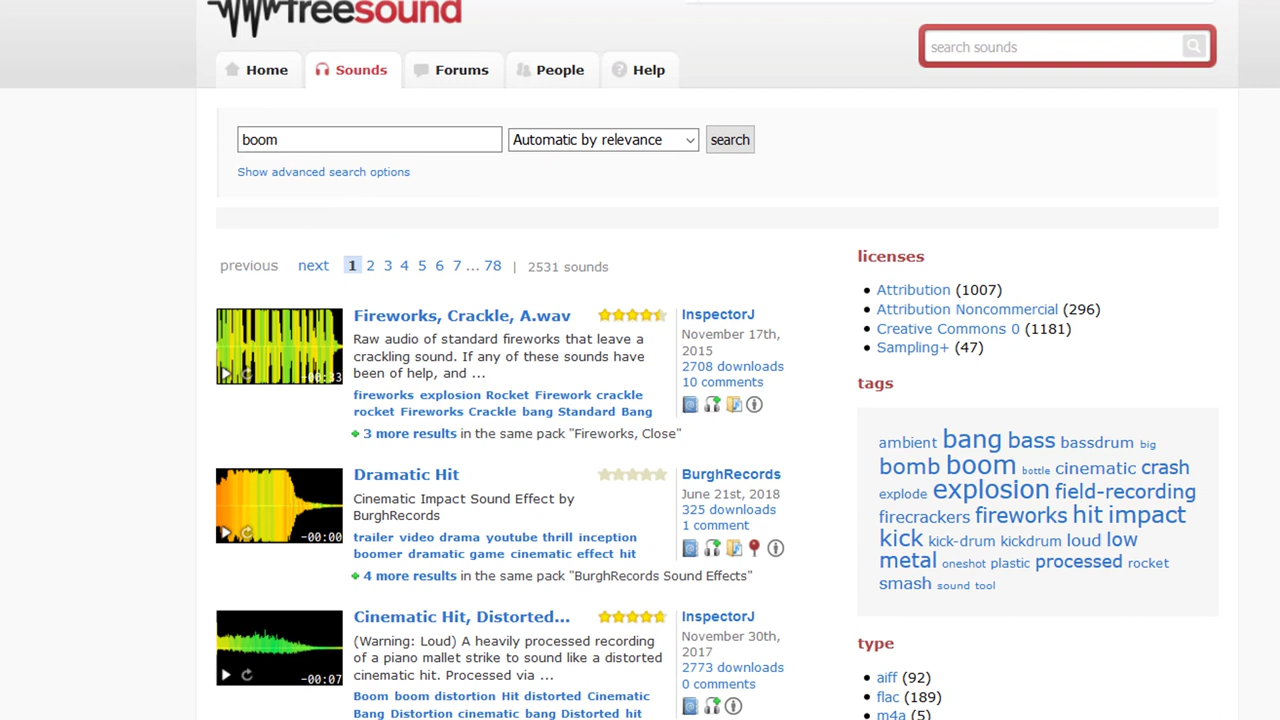 freesound
search sounds
Home
Sounds
Forums
People
Help
boom
Automatic by relevance
search
Show advanced search options
previous next 1 2 3 4 5 6 7 ... 78 | 2531 sounds
Fireworks, Crackle, A.wav
Raw audio of standard fireworks that leave a
crackling sound. If any of these sounds have
been of help, and ...
fireworks explosion Rocket Firework crackle
rocket Fireworks Crackle bang Standard Bang
3 more results in the same pack "Fireworks, Close"
-00:33
InspectorJ
November 17th,
2015
2708 downloads
10 comments
Dramatic Hit
Cinematic Impact Sound Effect by
BurghRecords
trailer video drama youtube thrill inception
boomer dramatic game cinematic effect hit
4 more results in the same pack "BurghRecords Sound Effects"
-00:00
BurghRecords
June 21st, 2018
325 downloads
1 comment
Cinematic Hit, Distorted...
(Warning: Loud) A heavily processed recording
of a piano mallet strike to sound like a distorted
cinematic hit. Processed via ...
Boom boom distortion Hit distorted Cinematic
Bang Distortion cinematic bang Distorted hit
-00:07
InspectorJ
November 30th,
2017
2773 downloads
0 comments
licenses
Attribution (1007)
Attribution Noncommercial (296)
Creative Commons 0 (1181)
Sampling+ (47)
tags
ambient bang bass bassdrum big
bomb boom bottle cinematic crash
explode explosion field-recording
firecrackers fireworks hit impact
kick kick-drum kickdrum loud low
metal oneshot plastic processed rocket
smash sound tool
type
aiff (92)
flac (189)
m4a (5)